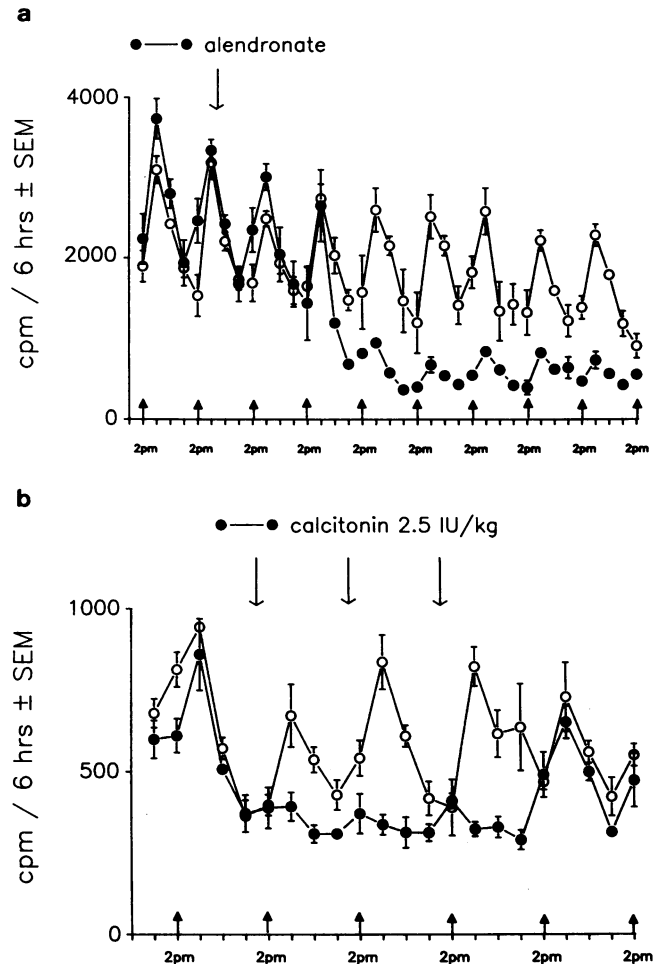 a
alendronate
4000
2000
0
cpm / 6 hrs ± SEM
2pm 2pm 2pm 2pm 2pm 2pm 2pm 2pm 2pm 2pm
b
calcitonin 2.5 IU/kg
1000
500
0
cpm / 6 hrs ± SEM
2pm 2pm 2pm 2pm 2pm 2pm